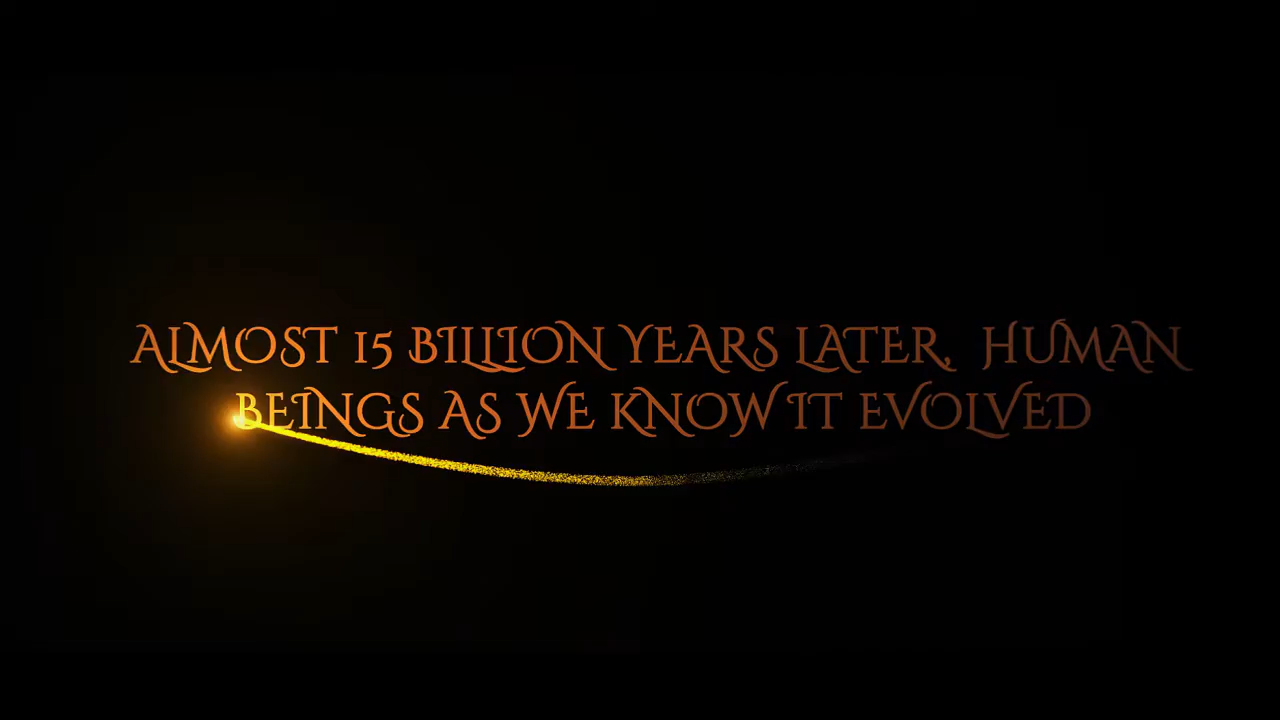 ALMOST 15 BILLION YEARS LATER, HUMAN
BEINGS AS WE KNOW IT EVOLVED